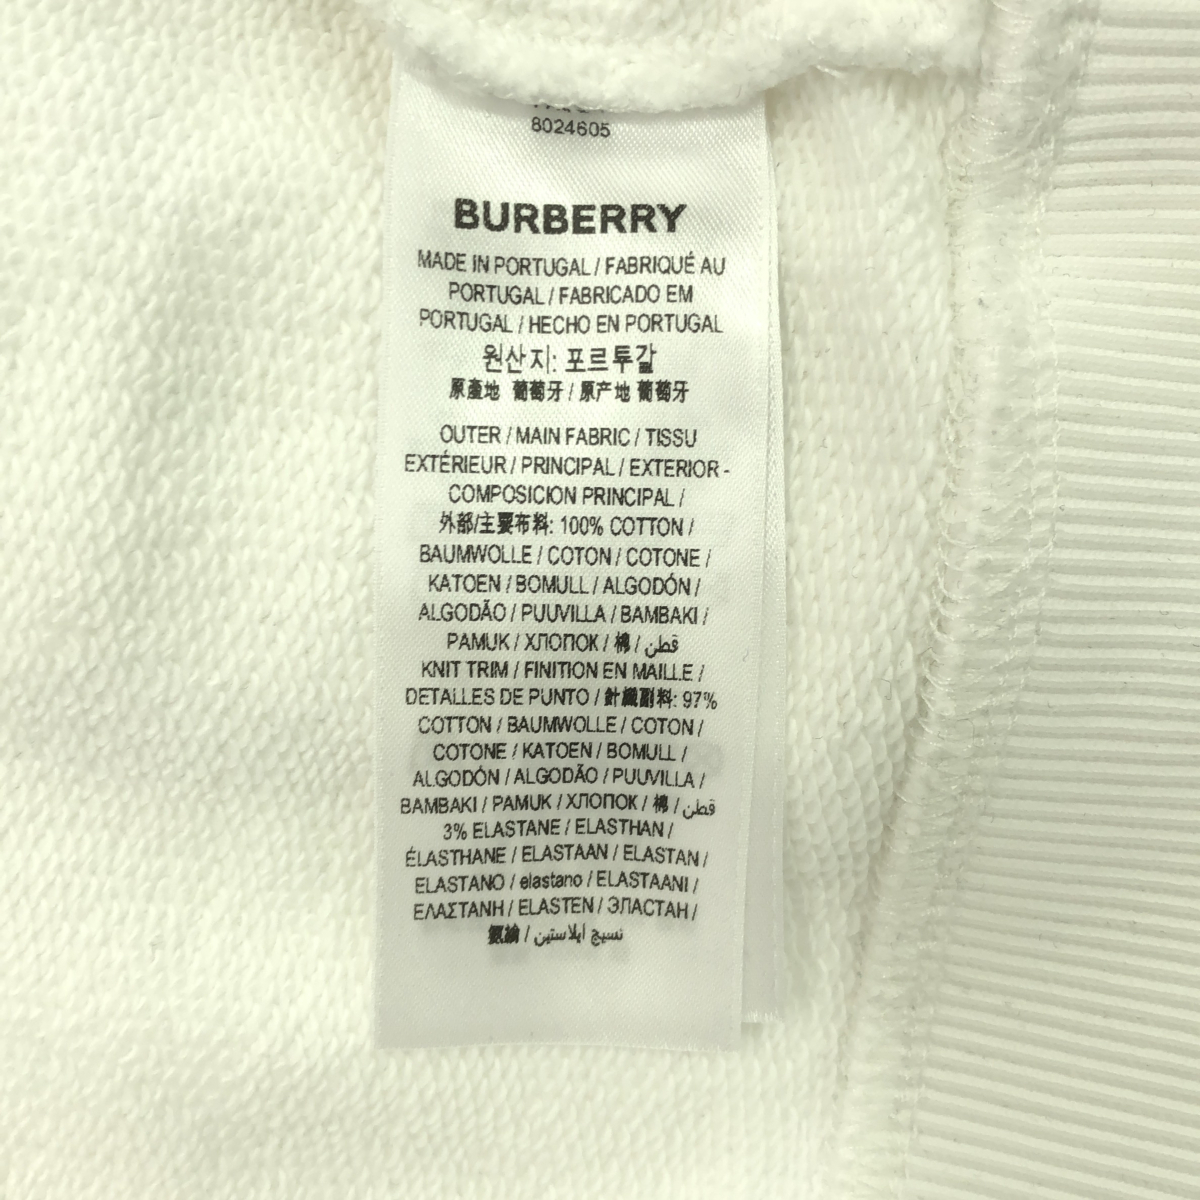 8024605
BURBERRY
MADE IN PORTUGAL / FABRIQUÉ AU
PORTUGAL / FABRICADO EM
PORTUGAL / HECHO EN PORTUGAL
원산지: 포르투갈
原產地 葡萄牙 / 原产地 葡萄牙
OUTER / MAIN FABRIC / TISSU
EXTÉRIEUR / PRINCIPAL / EXTERIOR -
COMPOSICION PRINCIPAL /
外部/主要布料: 100% COTTON /
BAUMWOLLE / COTON / COTONE /
KATOEN / BOMULL / ALGODÓN /
ALGODÃO / PUUVILLA / BAMBAKI /
PAMUK / ХЛОПОК / 棉 / قطن
KNIT TRIM / FINITION EN MAILLE /
DETALLES DE PUNTO / 針織副料: 97%
COTTON / BAUMWOLLE / COTON /
COTONE / KATOEN / BOMULL /
ALGODÓN / ALGODÃO / PUUVILLA /
BAMBAKI / PAMUK / ХЛОПОК / 棉 / قطن
3% ELASTANE / ELASTHAN /
ÉLASTHANE / ELASTAAN / ELASTAN /
ELASTANO / elastano / ELASTAANI /
ΕΛΑΣΤΑΝΗ / ELASTEN / ЭЛАСТАН /
氨綸 / نسيج أيلاستين